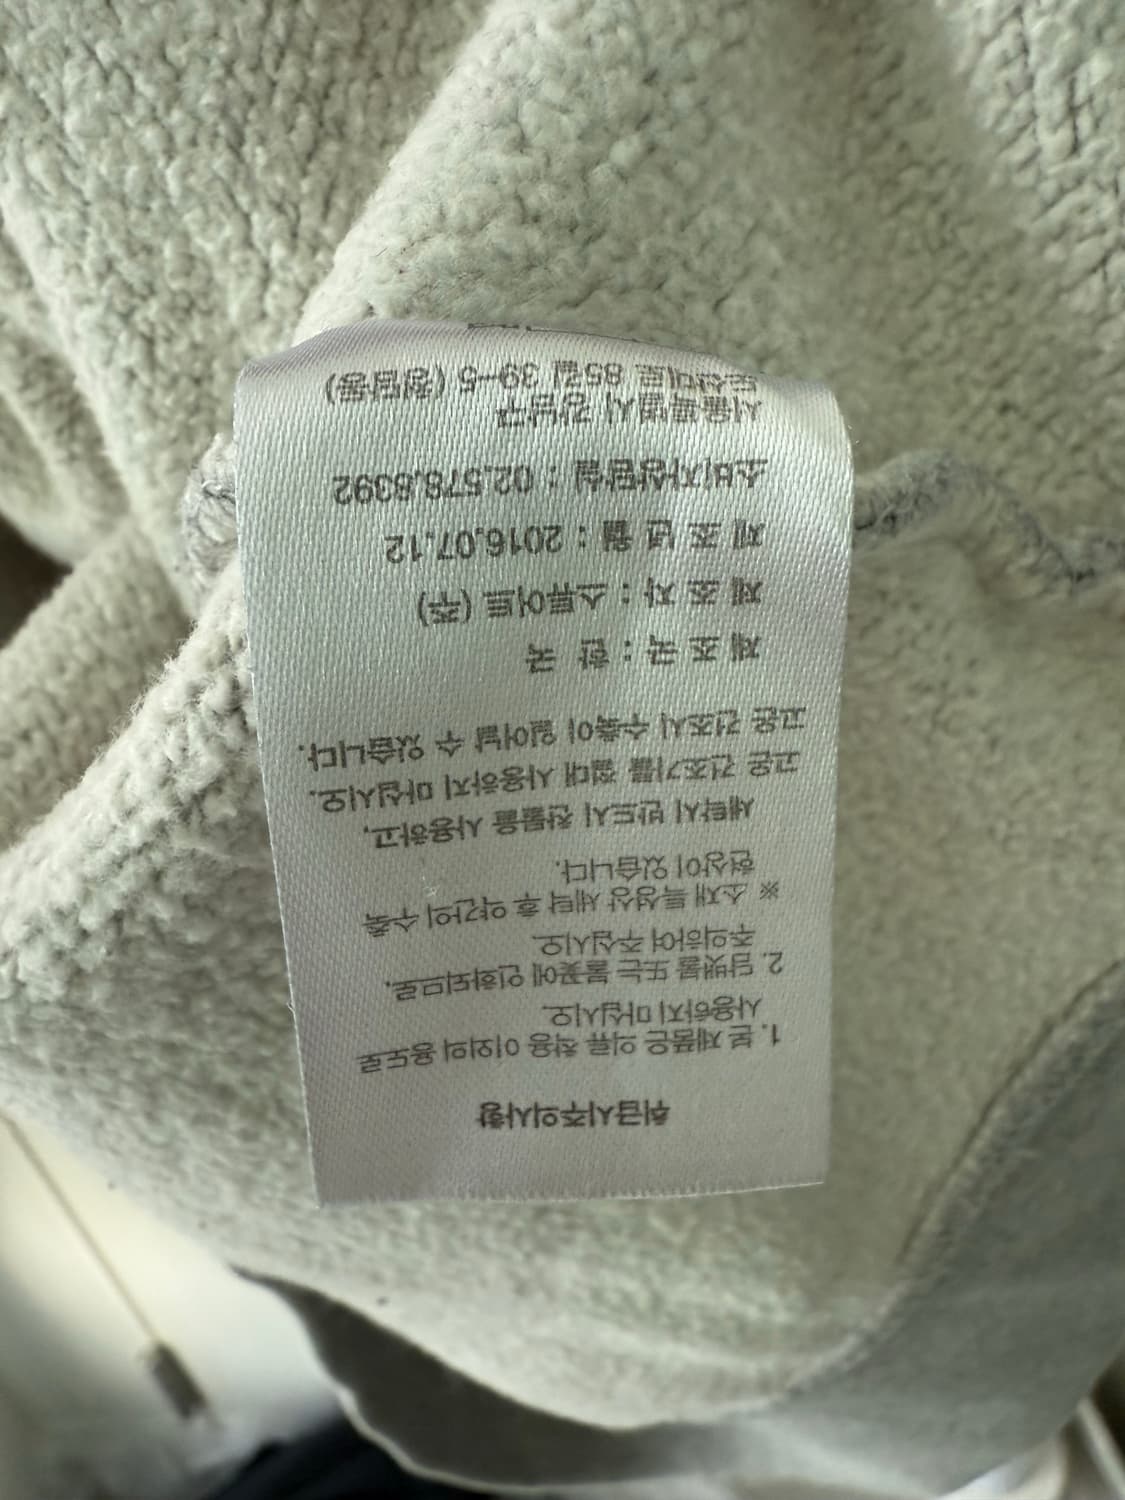 취급시주의사항
1. 본 제품은 의류 착용 이외의 용도로
사용하지 마십시오.
2. 담뱃불 또는 불꽃에 인화되므로,
주의하여 주십시오.
※ 소재 특성상 세탁 후 약간의 수축
현상이 있습니다.
세탁시 반드시 찬물을 사용하고,
고온 건조기를 절대 사용하지 마십시오.
고온 건조시 수축이 일어날 수 있습니다.
제 조 국 : 한 국
제 조 자 : 스튜어트 (주)
제 조 년 월 : 2016.07.12
소비자상담실 : 02.578.8392
서울특별시 강남구
도산대로 85길 39-5 (청담동)